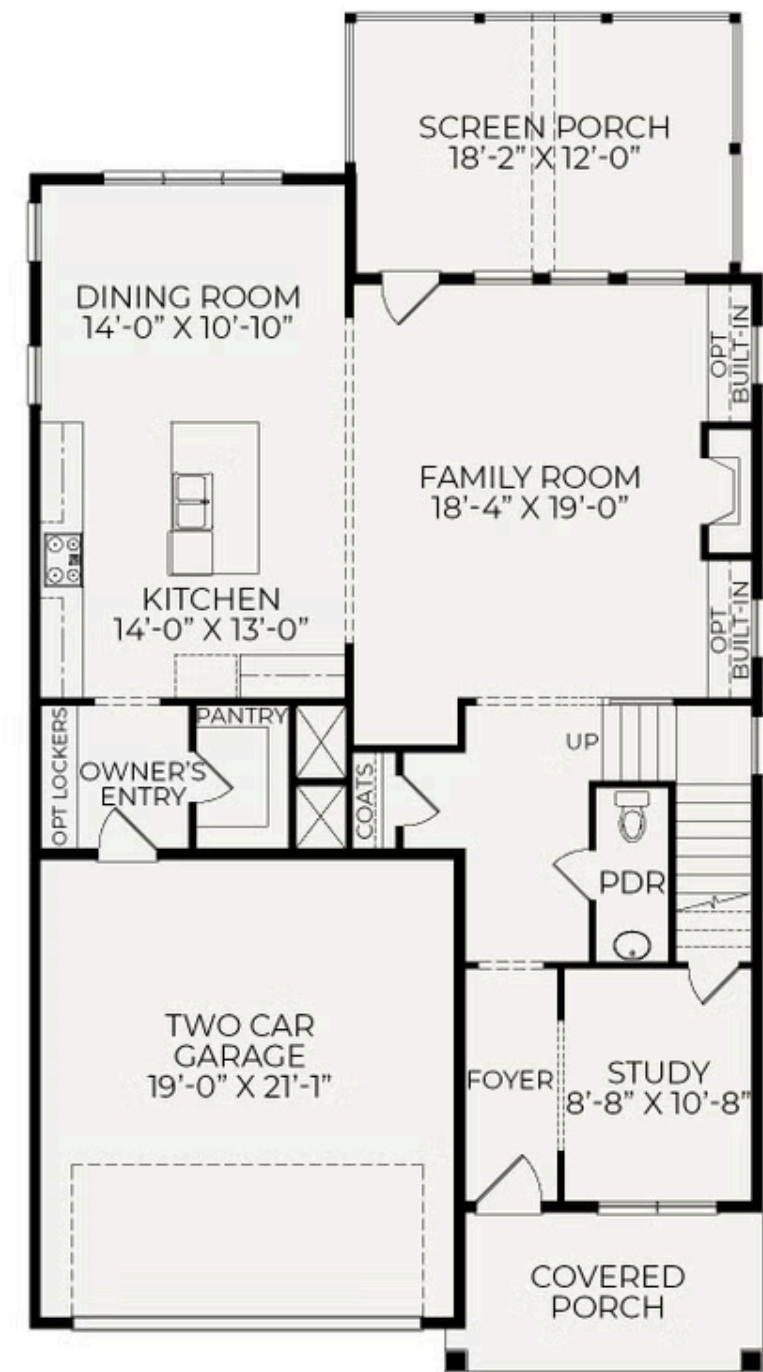 SCREEN PORCH
18'-2" X 12'-0"
DINING ROOM
14'-0" X 10'-10"
OPT
BUILT-IN
FAMILY ROOM
18'-4" X 19'-0"
KITCHEN
14'-0" X 13'-0"
OPT
BUILT-IN
OPT LOCKERS
PANTRY
OWNER'S
ENTRY
COATS
UP
PDR
TWO CAR
GARAGE
19'-0" X 21'-1"
FOYER
STUDY
8'-8" X 10'-8"
COVERED
PORCH